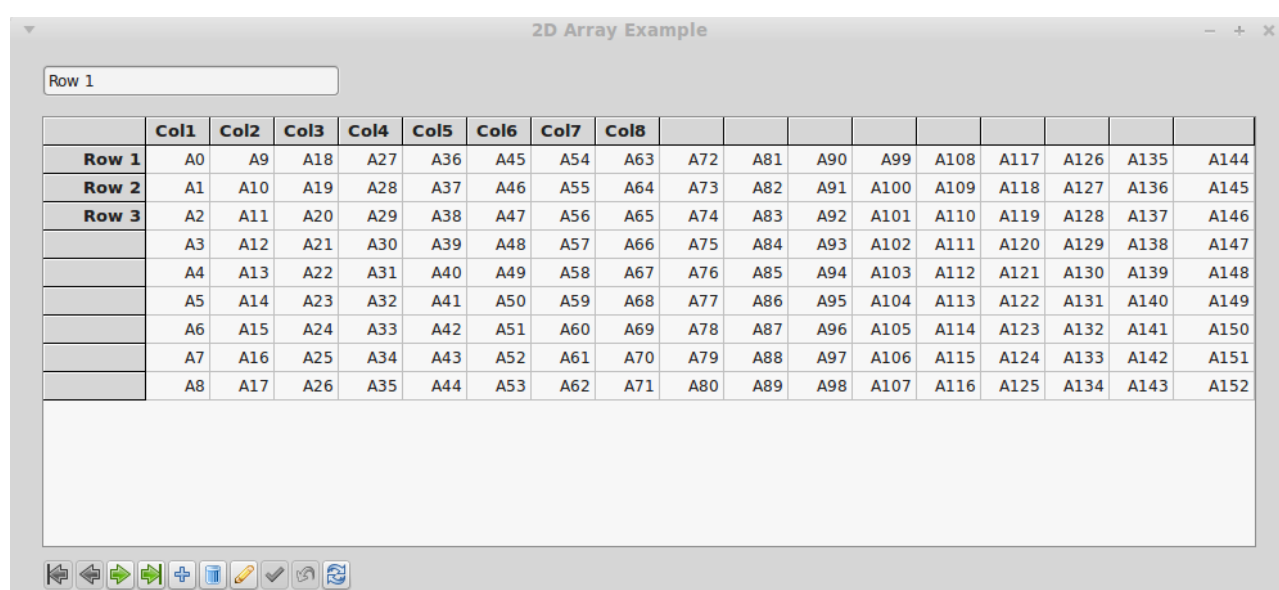 2D Array Example
Row 1
Col1 Col2 Col3 Col4 Col5 Col6 Col7 Col8
Row 1 A0 A9 A18 A27 A36 A45 A54 A63 A72 A81 A90 A99 A108 A117 A126 A135 A144
Row 2 A1 A10 A19 A28 A37 A46 A55 A64 A73 A82 A91 A100 A109 A118 A127 A136 A145
Row 3 A2 A11 A20 A29 A38 A47 A56 A65 A74 A83 A92 A101 A110 A119 A128 A137 A146
A3 A12 A21 A30 A39 A48 A57 A66 A75 A84 A93 A102 A111 A120 A129 A138 A147
A4 A13 A22 A31 A40 A49 A58 A67 A76 A85 A94 A103 A112 A121 A130 A139 A148
A5 A14 A23 A32 A41 A50 A59 A68 A77 A86 A95 A104 A113 A122 A131 A140 A149
A6 A15 A24 A33 A42 A51 A60 A69 A78 A87 A96 A105 A114 A123 A132 A141 A150
A7 A16 A25 A34 A43 A52 A61 A70 A79 A88 A97 A106 A115 A124 A133 A142 A151
A8 A17 A26 A35 A44 A53 A62 A71 A80 A89 A98 A107 A116 A125 A134 A143 A152